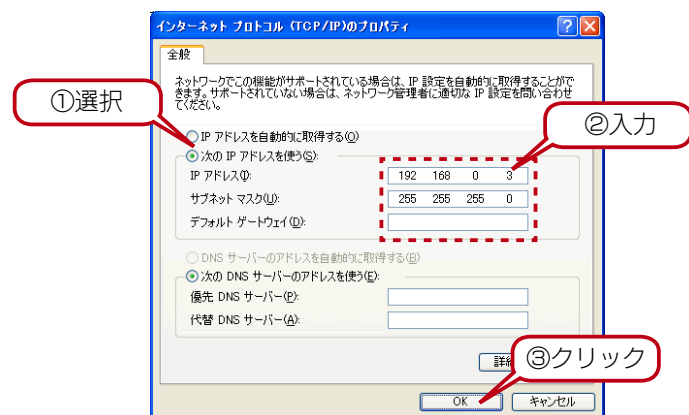 インターネット プロトコル (TCP/IP)のプロパティ
全般
ネットワークでこの機能がサポートされている場合は、IP 設定を自動的に取得することがで
きます。サポートされていない場合は、ネットワーク管理者に適切な IP 設定を問い合わせ
てください。
①選択
②入力
IP アドレスを自動的に取得する(O)
次の IP アドレスを使う(S):
IP アドレス(I): 192 168 0 3
サブネット マスク(U): 255 255 255 0
デフォルト ゲートウェイ(D):
DNS サーバーのアドレスを自動的に取得する(B)
次の DNS サーバーのアドレスを使う(E):
優先 DNS サーバー(P):
代替 DNS サーバー(A):
③クリック
OK
キャンセル